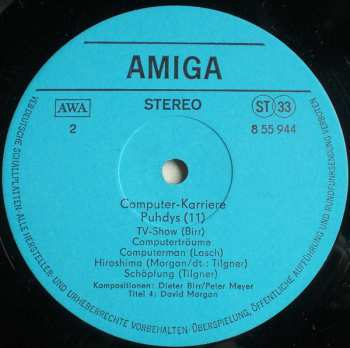 AMIGA
AWA STEREO ST 33
2 8 55 944
Computer-Karriere
Puhdys (11)
TV-Show (Birr)
Computerträume
Computerman (Lasch)
Hiroshima (Morgan/dt.: Tilgner)
Schöpfung (Tilgner)
Kompositionen: Dieter Birr/Peter Meyer
Titel 4: David Morgan
VEB DEUTSCHE SCHALLPLATTEN · ALLE HERSTELLER- UND URHEBERRECHTE VORBEHALTEN · ÜBERSPIELUNG, ÖFFENTLICHE AUFFÜHRUNG UND RUNDFUNKSENDUNG VERBOTEN